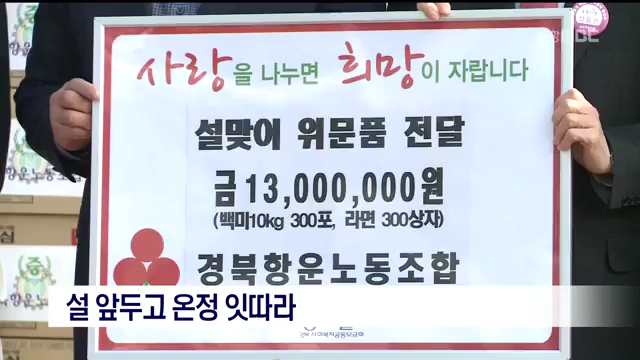 사랑을 나누면 희망이 자랍니다
설맞이 위문품 전달
금 13,000,000원
(백미10kg 300포, 라면 300상자)
경북항운노동조합
설 앞두고 온정 잇따라